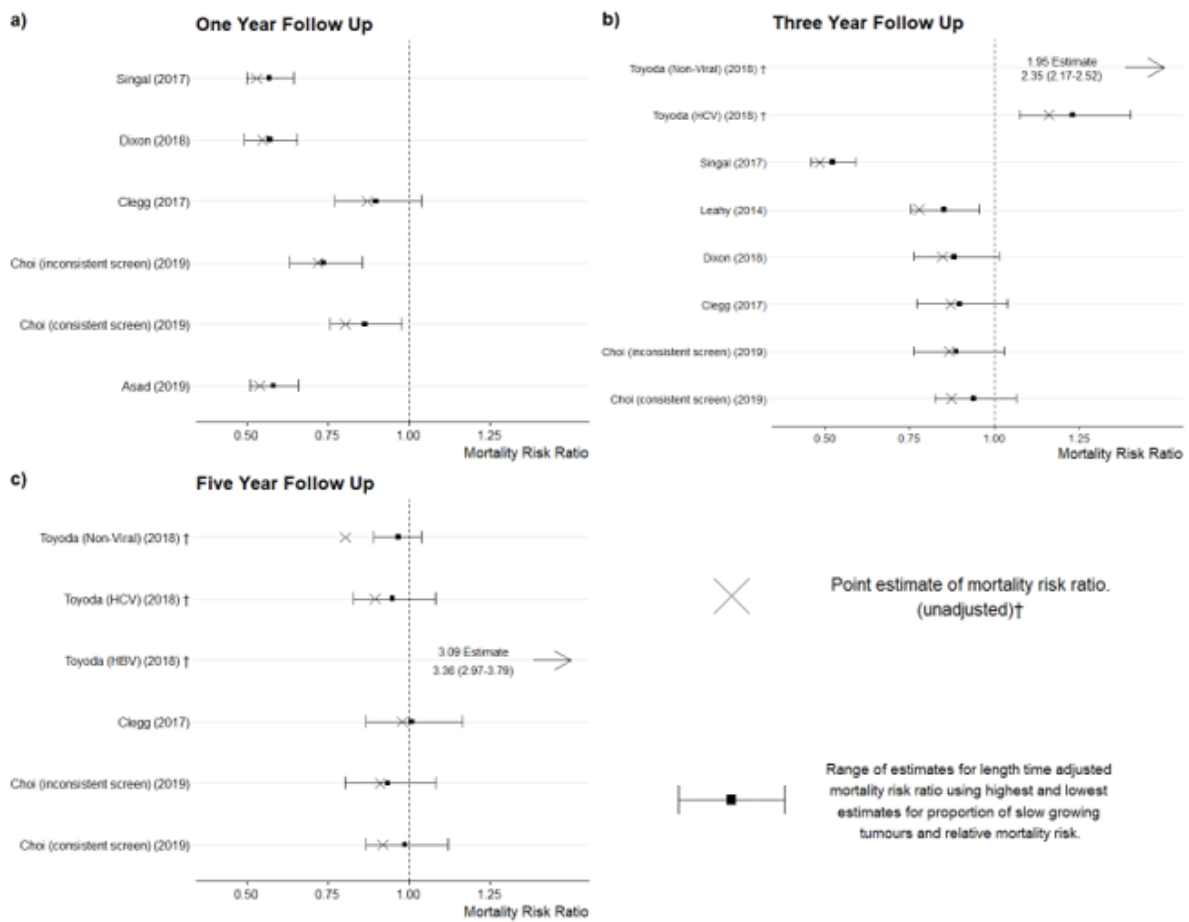 a)
One Year Follow Up
Singal (2017)
Dixon (2018)
Clegg (2017)
Choi (inconsistent screen) (2019)
Choi (consistent screen) (2019)
Asad (2019)
0.50 0.75 1.00 1.25
Mortality Risk Ratio
b)
Three Year Follow Up
Toyoda (Non-Viral) (2018) †
1.95 Estimate
2.35 (2.17-2.52)
Toyoda (HCV) (2018) †
Singal (2017)
Leahy (2014)
Dixon (2018)
Clegg (2017)
Choi (inconsistent screen) (2019)
Choi (consistent screen) (2019)
0.50 0.75 1.00 1.25
Mortality Risk Ratio
c)
Five Year Follow Up
Toyoda (Non-Viral) (2018) †
Toyoda (HCV) (2018) †
Toyoda (HBV) (2018) †
3.09 Estimate
3.36 (2.97-3.79)
Clegg (2017)
Choi (inconsistent screen) (2019)
Choi (consistent screen) (2019)
0.50 0.75 1.00 1.25
Mortality Risk Ratio
Point estimate of mortality risk ratio.
(unadjusted)†
Range of estimates for length time adjusted
mortality risk ratio using highest and lowest
estimates for proportion of slow growing
tumours and relative mortality risk.